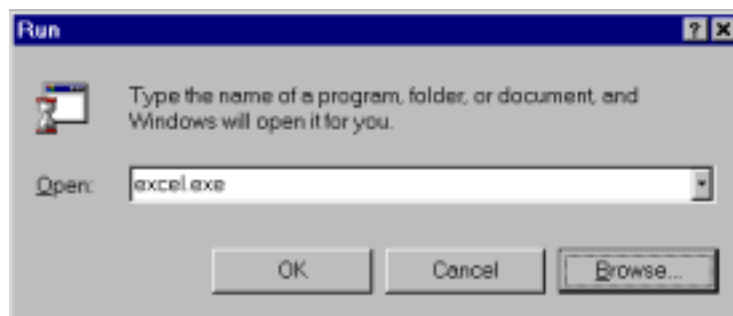 Run
Type the name of a program, folder, or document, and
Windows will open it for you.
Open: excel.exe
OK Cancel Browse...